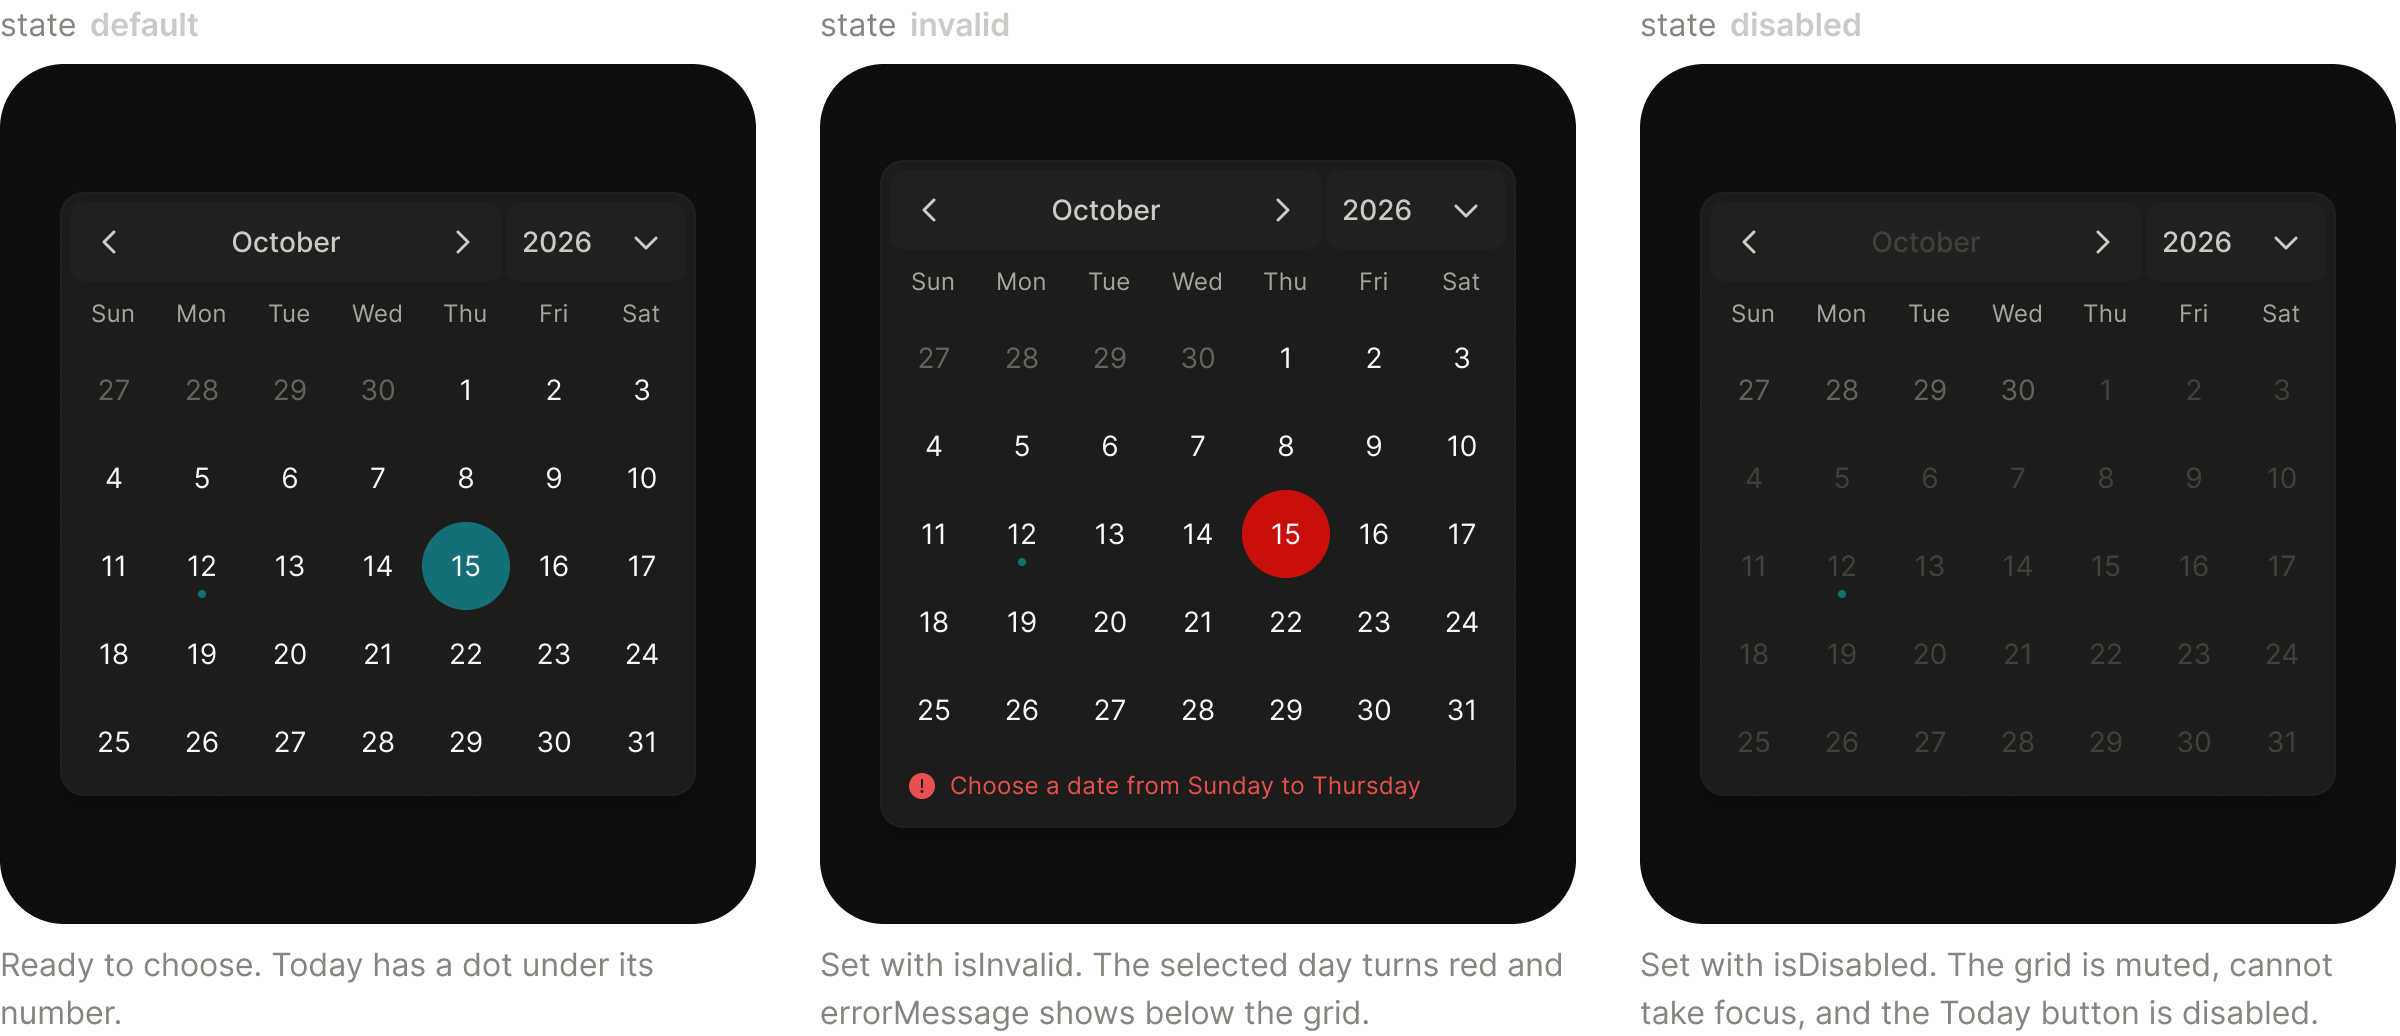 state default
October 2026
Sun Mon Tue Wed Thu Fri Sat
27 28 29 30 1 2 3
4 5 6 7 8 9 10
11 12 13 14 15 16 17
18 19 20 21 22 23 24
25 26 27 28 29 30 31
Ready to choose. Today has a dot under its
number.
state invalid
October 2026
Sun Mon Tue Wed Thu Fri Sat
27 28 29 30 1 2 3
4 5 6 7 8 9 10
11 12 13 14 15 16 17
18 19 20 21 22 23 24
25 26 27 28 29 30 31
Choose a date from Sunday to Thursday
Set with isInvalid. The selected day turns red and
errorMessage shows below the grid.
state disabled
October 2026
Sun Mon Tue Wed Thu Fri Sat
27 28 29 30 1 2 3
4 5 6 7 8 9 10
11 12 13 14 15 16 17
18 19 20 21 22 23 24
25 26 27 28 29 30 31
Set with isDisabled. The grid is muted, cannot
take focus, and the Today button is disabled.